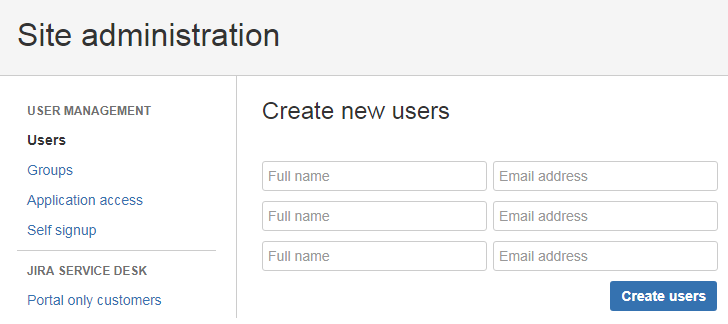 Site administration
USER MANAGEMENT
Users
Groups
Application access
Self signup
JIRA SERVICE DESK
Portal only customers
Create new users
Full name Email address
Full name Email address
Full name Email address
Create users